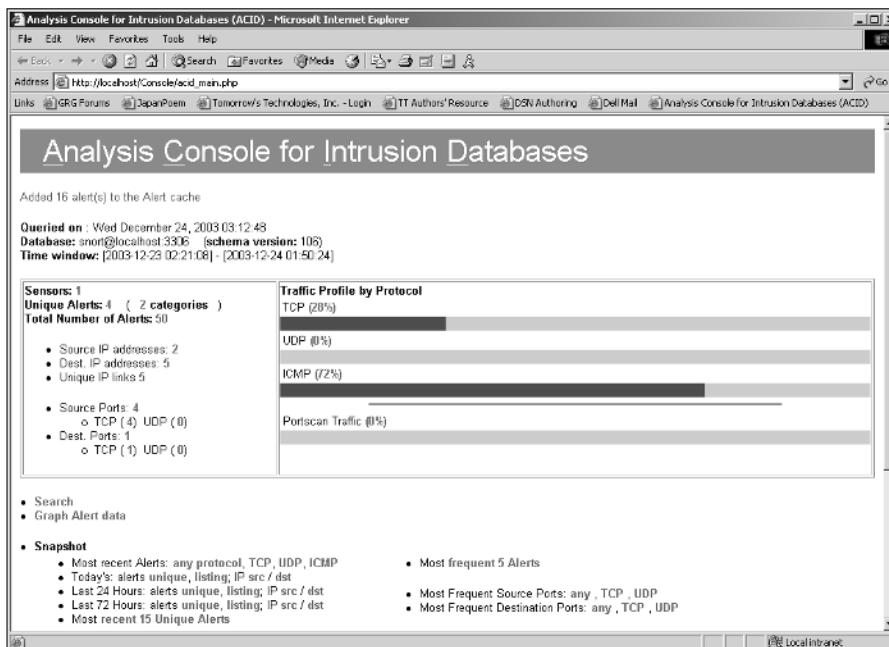 Analysis Console for Intrusion Databases (ACID) - Microsoft Internet Explorer
File Edit View Favorites Tools Help
Back Search Favorites Media
Address http://localhost/Console/acid_main.php Go
Links GRG Forums JapanPoem Tomorrow's Technologies, Inc. - Login TT Authors' Resource DSN Authoring Dell Mail Analysis Console for Intrusion Databases (ACID)
Analysis Console for Intrusion Databases
Added 16 alert(s) to the Alert cache
Queried on : Wed December 24, 2003 03:12:48
Database: snort@localhost:3306 (schema version: 106)
Time window: [2003-12-23 02:21:08] - [2003-12-24 01:50:24]
Sensors: 1
Unique Alerts: 4 ( 2 categories )
Total Number of Alerts: 50
Source IP addresses: 2
Dest. IP addresses: 5
Unique IP links 5
Source Ports: 4
TCP ( 4) UDP ( 0)
Dest. Ports: 1
TCP ( 1) UDP ( 0)
Traffic Profile by Protocol
TCP (28%)
UDP (0%)
ICMP (72%)
Portscan Traffic (0%)
Search
Graph Alert data
Snapshot
Most recent Alerts: any protocol, TCP, UDP, ICMP
Today's: alerts unique, listing; IP src / dst
Last 24 Hours: alerts unique, listing; IP src / dst
Last 72 Hours: alerts unique, listing; IP src / dst
Most recent 15 Unique Alerts
Most frequent 5 Alerts
Most Frequent Source Ports: any , TCP , UDP
Most Frequent Destination Ports: any , TCP , UDP
Local intranet